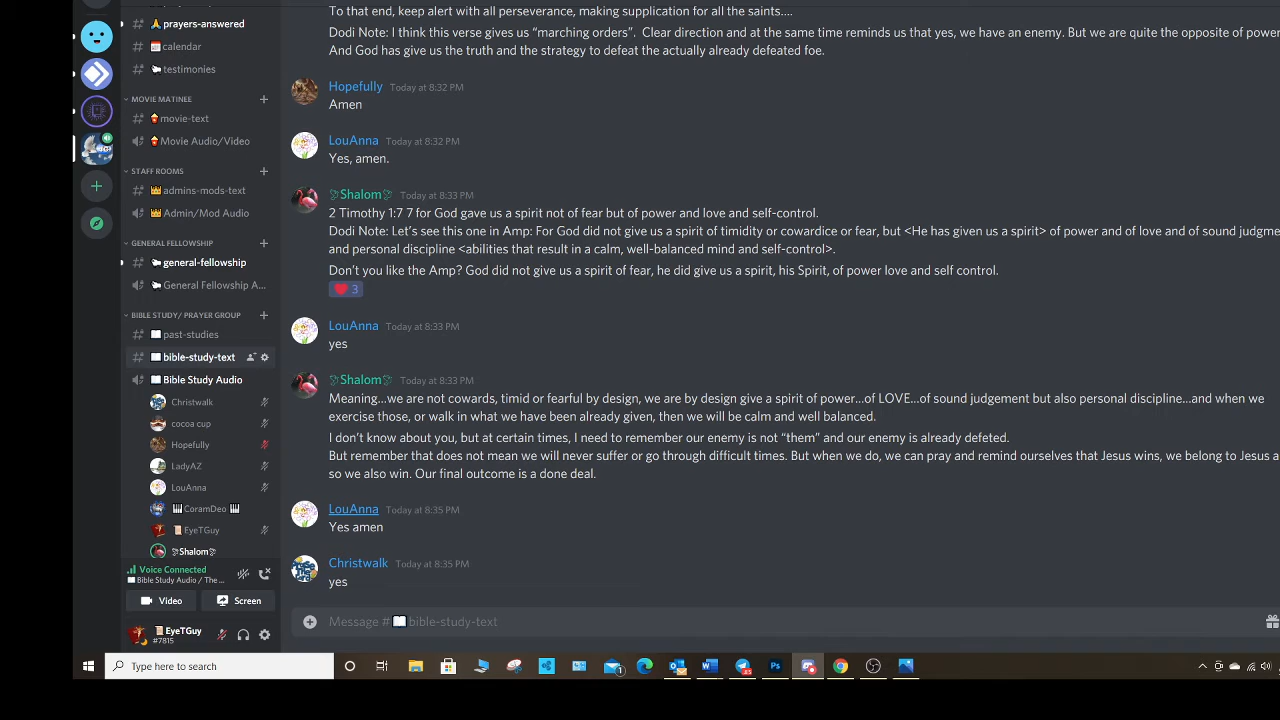 prayers-answered
calendar
testimonies
MOVIE MATINEE
movie-text
Movie Audio/Video
STAFF ROOMS
admins-mods-text
Admin/Mod Audio
GENERAL FELLOWSHIP
general-fellowship
General Fellowship A...
BIBLE STUDY/ PRAYER GROUP
past-studies
bible-study-text
Bible Study Audio
Christwalk
cocoa cup
Hopefully
LadyAZ
LouAnna
CoramDeo
EyeTGuy
Shalom
Voice Connected
Bible Study Audio / The ...
Video
Screen
EyeTGuy
#7815
To that end, keep alert with all perseverance, making supplication for all the saints....
Dodi Note: I think this verse gives us “marching orders”. Clear direction and at the same time reminds us that yes, we have an enemy. But we are quite the opposite of power
And God has give us the truth and the strategy to defeat the actually already defeated foe.
Hopefully Today at 8:32 PM
Amen
LouAnna Today at 8:32 PM
Yes, amen.
Shalom Today at 8:33 PM
2 Timothy 1:7 7 for God gave us a spirit not of fear but of power and love and self-control.
Dodi Note: Let’s see this one in Amp: For God did not give us a spirit of timidity or cowardice or fear, but <He has given us a spirit> of power and of love and of sound judgme
and personal discipline <abilities that result in a calm, well-balanced mind and self-control>.
Don’t you like the Amp? God did not give us a spirit of fear, he did give us a spirit, his Spirit, of power love and self control.
3
LouAnna Today at 8:33 PM
yes
Shalom Today at 8:33 PM
Meaning...we are not cowards, timid or fearful by design, we are by design give a spirit of power...of LOVE...of sound judgement but also personal discipline...and when we
exercise those, or walk in what we have been already given, then we will be calm and well balanced.
I don’t know about you, but at certain times, I need to remember our enemy is not “them” and our enemy is already defeted.
But remember that does not mean we will never suffer or go through difficult times. But when we do, we can pray and remind ourselves that Jesus wins, we belong to Jesus a
so we also win. Our final outcome is a done deal.
LouAnna Today at 8:35 PM
Yes amen
Christwalk Today at 8:35 PM
yes
Message # bible-study-text
Type here to search